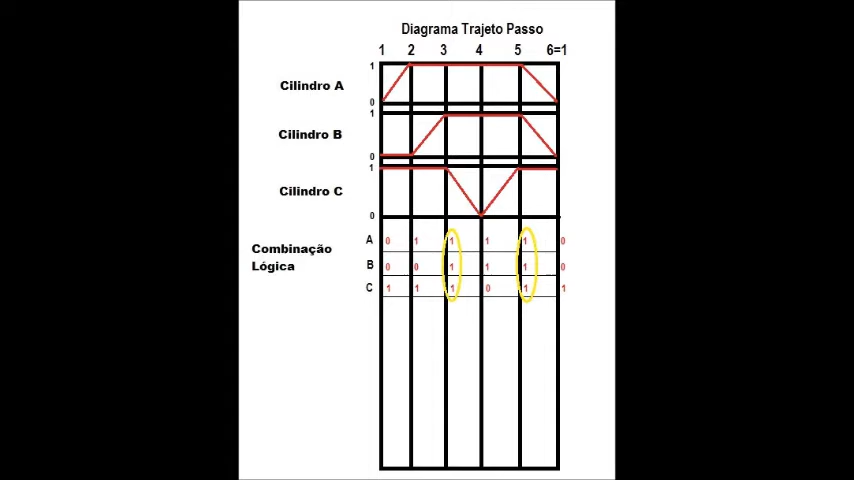 Diagrama Trajeto Passo
1 2 3 4 5 6=1
1
Cilindro A
0
1
Cilindro B
0
1
Cilindro C
0
A 0 1 1 1 1 0
Combinação
Lógica
B 0 0 1 1 1 0
C 1 1 1 0 1 1